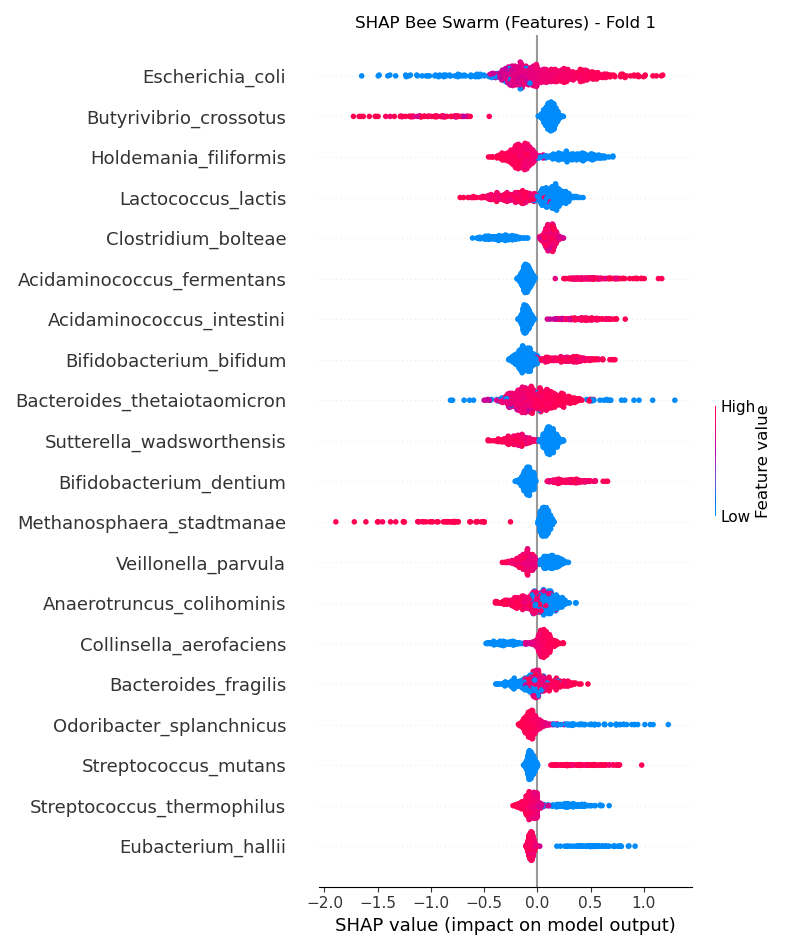 SHAP Bee Swarm (Features) - Fold 1
Escherichia_coli
Butyrivibrio_crossotus
Holdemania_filiformis
Lactococcus_lactis
Clostridium_bolteae
Acidaminococcus_fermentans
Acidaminococcus_intestini
Bifidobacterium_bifidum
Bacteroides_thetaiotaomicron
Sutterella_wadsworthensis
Bifidobacterium_dentium
Methanosphaera_stadtmanae
Veillonella_parvula
Anaerotruncus_colihominis
Collinsella_aerofaciens
Bacteroides_fragilis
Odoribacter_splanchnicus
Streptococcus_mutans
Streptococcus_thermophilus
Eubacterium_hallii
−2.0 −1.5 −1.0 −0.5 0.0 0.5 1.0
SHAP value (impact on model output)
High
Low
Feature value